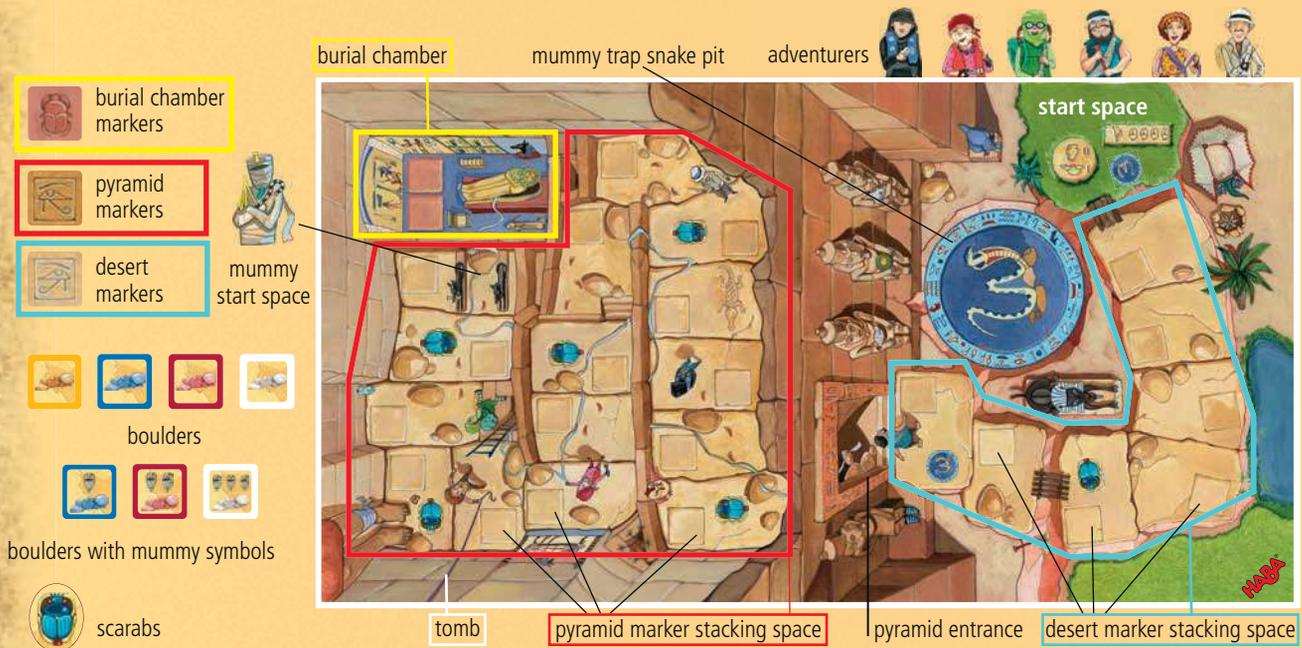 burial chamber
mummy trap snake pit
adventurers
burial chamber
markers
start space
pyramid
markers
desert
markers
mummy
start space
boulders
boulders with mummy symbols
scarabs
tomb
pyramid marker stacking space
pyramid entrance
desert marker stacking space
HABA